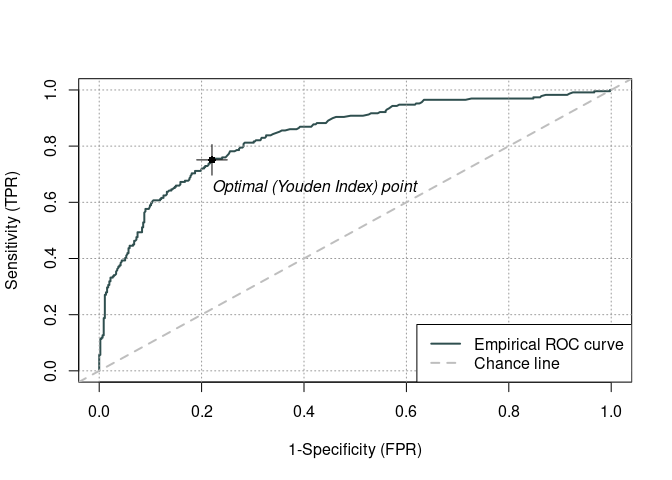 Sensitivity (TPR)
1.0
0.8
0.6
0.4
0.2
0.0
Optimal (Youden Index) point
Empirical ROC curve
Chance line
0.0 0.2 0.4 0.6 0.8 1.0
1-Specificity (FPR)